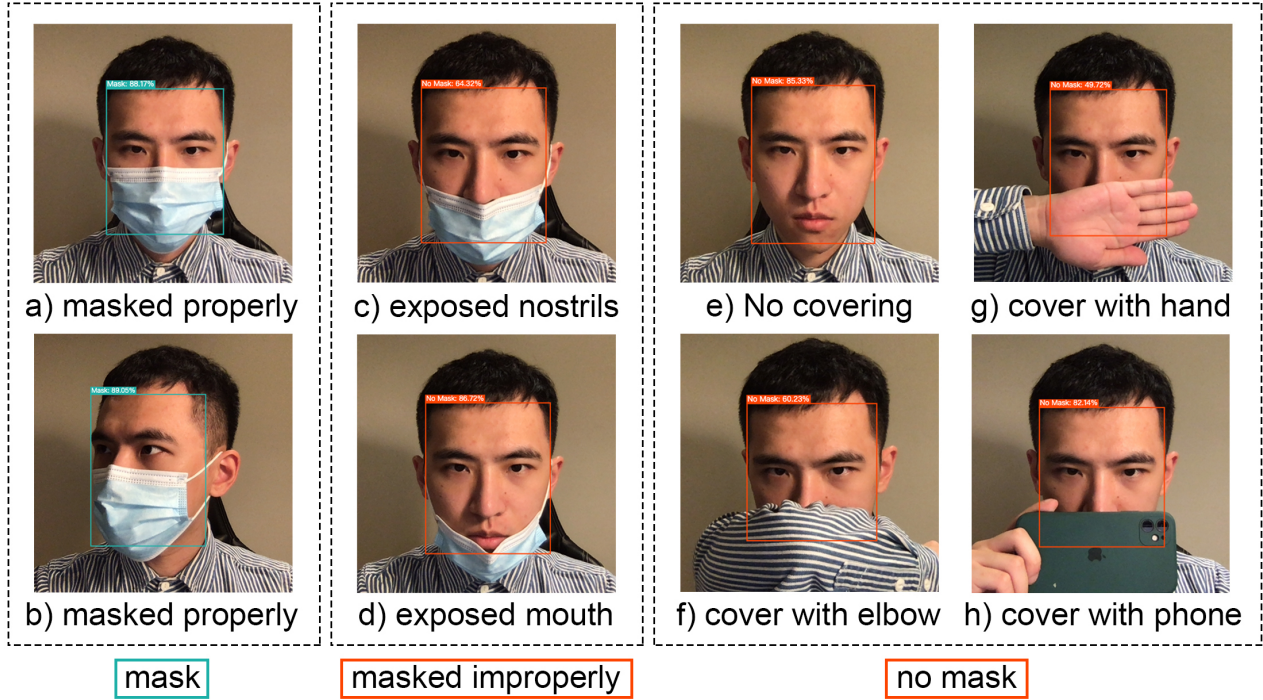 Mask: 88.17%
No Mask: 64.32%
No Mask: 85.33%
No Mask: 49.72%
a) masked properly
c) exposed nostrils
e) No covering
g) cover with hand
Mask: 89.05%
No Mask: 86.72%
No Mask: 60.23%
No Mask: 82.14%
b) masked properly
d) exposed mouth
f) cover with elbow
h) cover with phone
mask
masked improperly
no mask